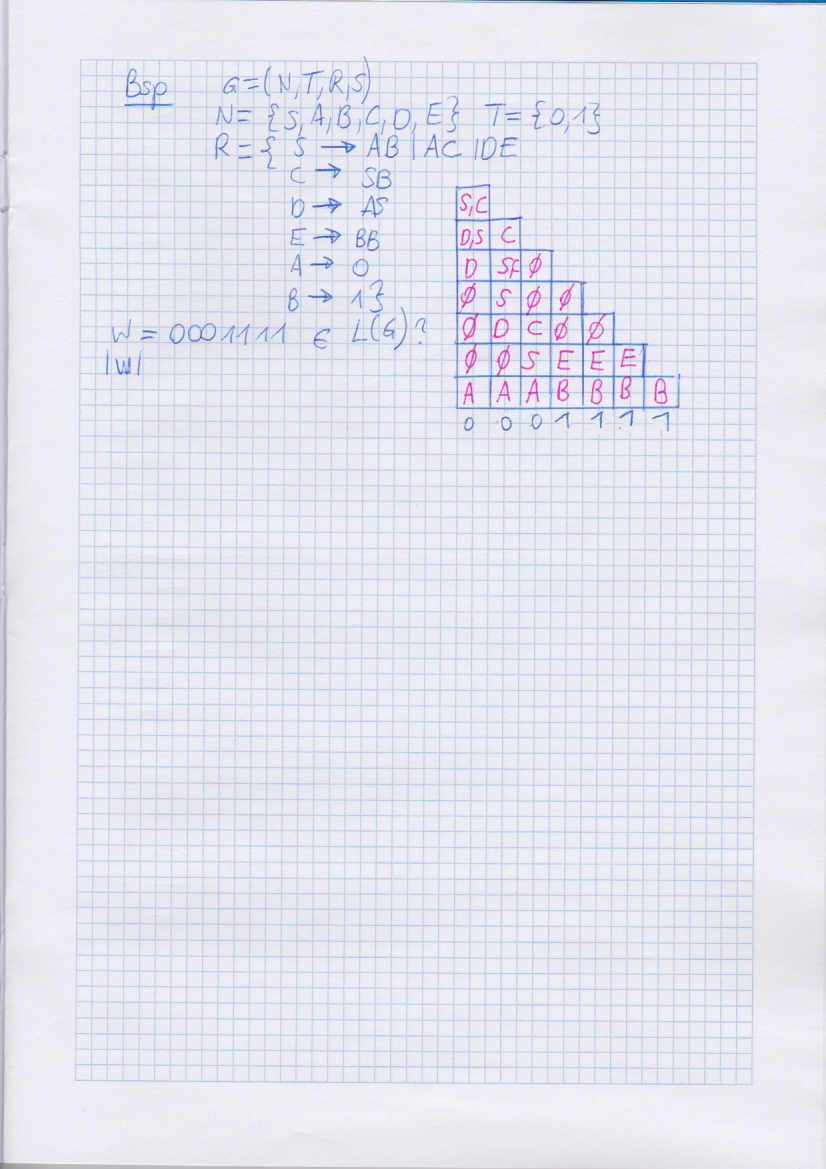 Bsp G=(N,T,R,S)
N= {S,A,B,C,D,E} T={0,1}
R={ S → AB | AC | DE
C → SB
D → AS
E → BB
A → 0
B → 1}
W = 0001111 ∈ L(G)?
|W|
S,C
D,S C
D SE ∅
∅ S ∅ ∅
∅ D C ∅ ∅
∅ ∅ S E E E
A A A B B B B
0 0 0 1 1 1 1